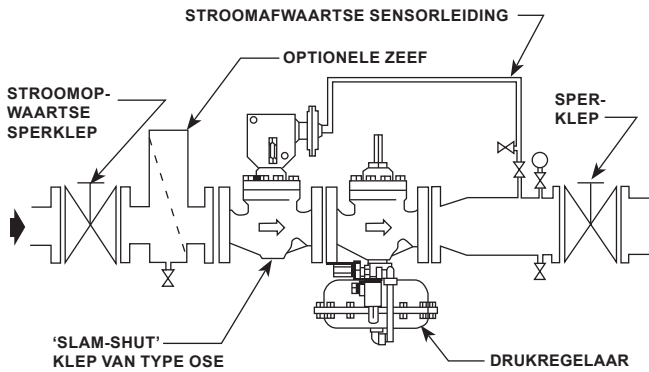 STROOMAFWAARTSE SENSORLEIDING
OPTIONELE ZEEF
STROOMOP-
WAARTSE
SPERKLEP
SPER-
KLEP
'SLAM-SHUT'
KLEP VAN TYPE OSE
DRUKREGELAAR